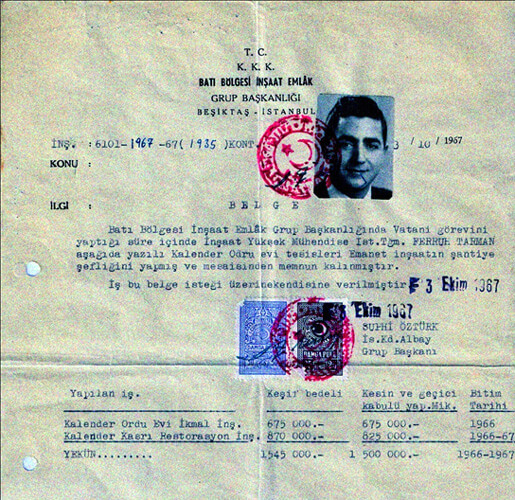 T. C.
K. K. K.
BATI BÖLGESİ İNŞAAT EMLÂK
GRUP BAŞKANLIĞI
BEŞİKTAŞ - İSTANBUL
İNŞ. :6101-1967-67( 1935 )KONT. 3 / 10 / 1967
KONU :
İLGİ : B E L G E
Batı Bölgesi İnşaat Emlâk Grup Başkanlığında Vatani görevini
yaptığı süre içinde İnşaat Yüksek Mühendise Ist.Tgm. FERRUH TARMAN
aşağıda yazılı Kalender Odru evi tesisleri Emanet inşaatın şantiye
şefliğini yapmış ve mesaisinden memnun kalınmıştır.
İş bu belge isteği üzerinekendisine verilmiştir. 3 Ekim 1967
3 Ekim 1967
SUPHİ ÖZTÜRK
Is.Ed.Albay
Grup Başkanı
Yapılan iş. Keşif bedeli Kesin ve geçici Bitim
kabulü yap.Mik. Tarihi
Kalender Ordu Evi İkmal İnş. 675 000.- 675 000.- 1966
Kalender Kasrı Restorasyon İnş. 870 000.- 825 000.- 1966-67
YEKÜN......... 1545 000.- 1 500 000.- 1966-1967